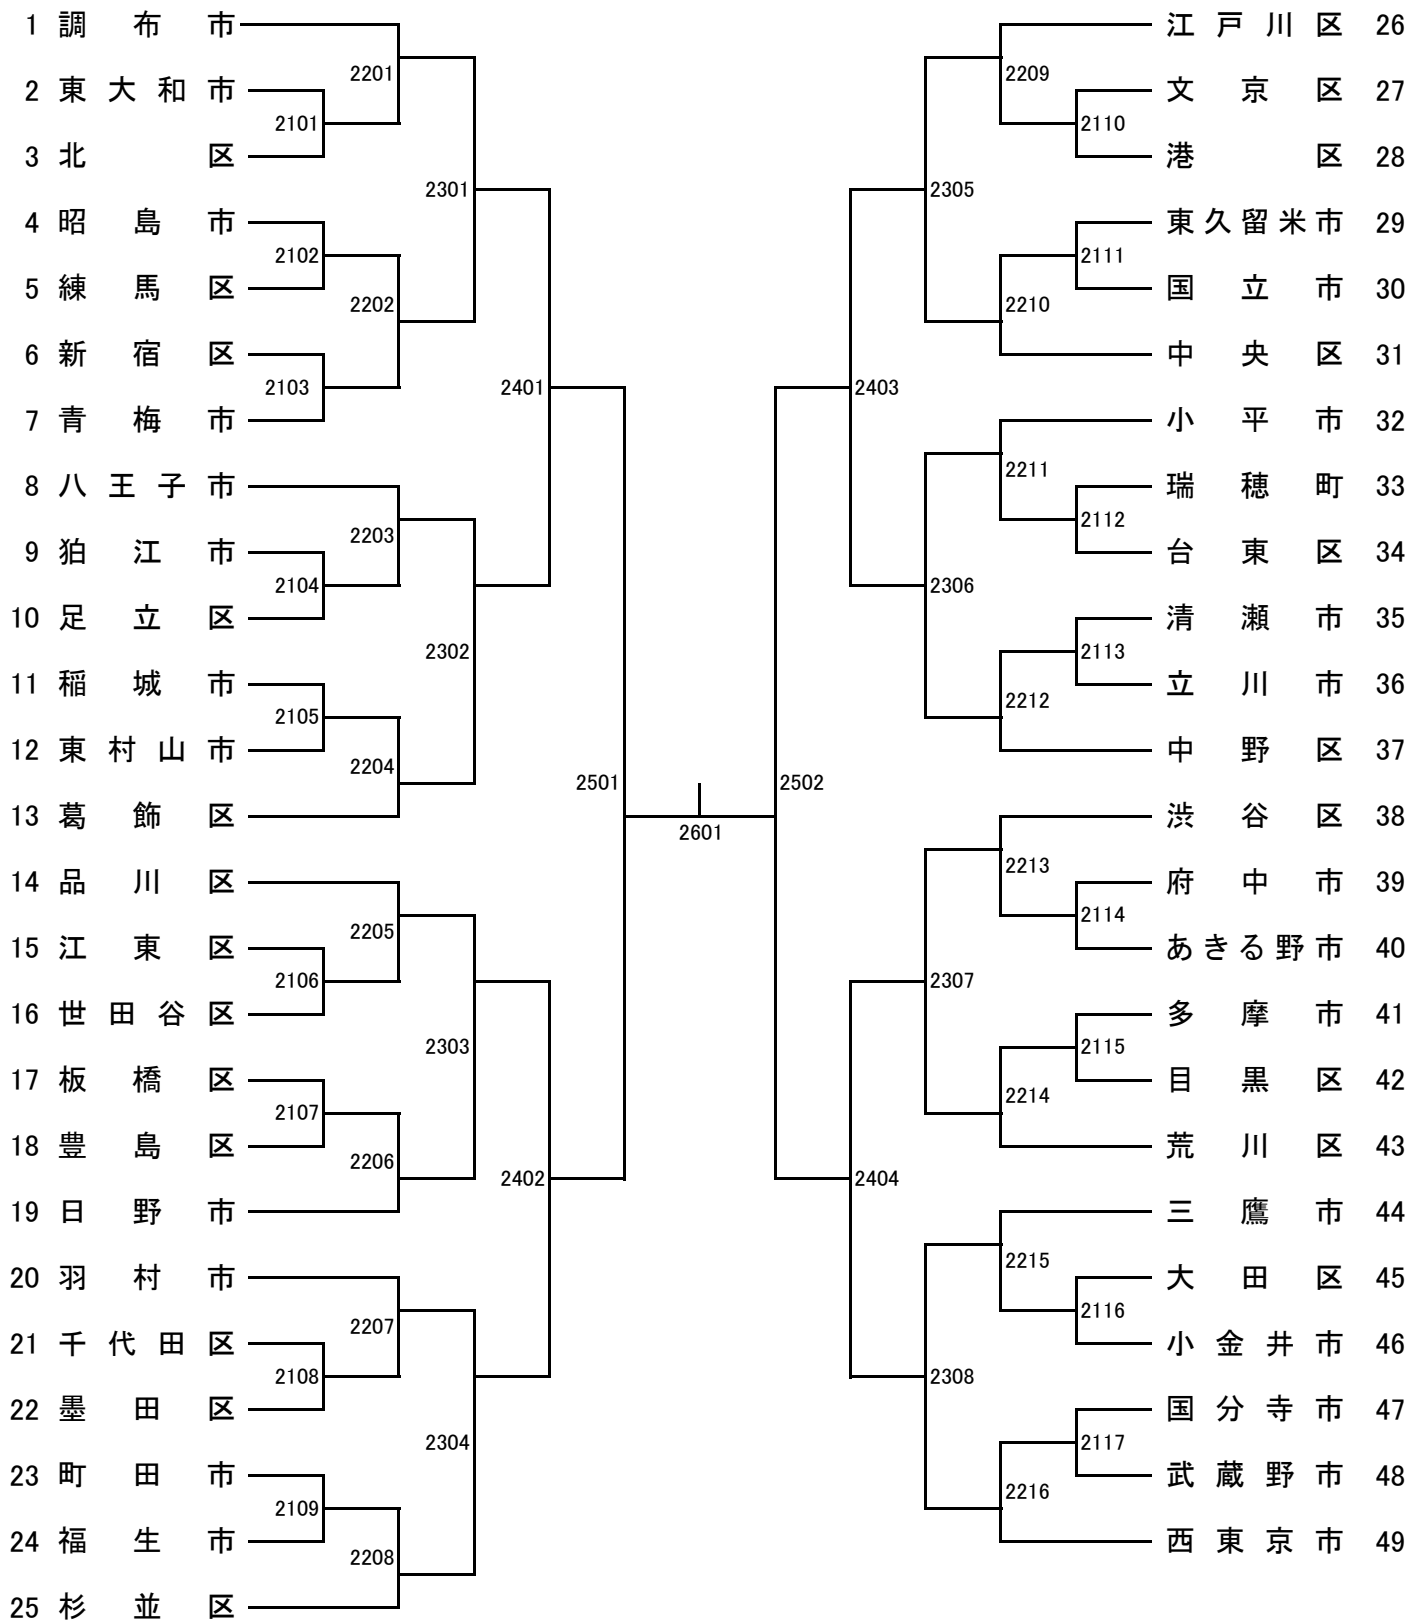 1 調布市
2 東大和市
3 北区
4 昭島市
5 練馬区
6 新宿区
7 青梅市
8 八王子市
9 狛江市
10 足立区
11 稲城市
12 東村山市
13 葛飾区
14 品川区
15 江東区
16 世田谷区
17 板橋区
18 豊島区
19 日野市
20 羽村市
21 千代田区
22 墨田区
23 町田市
24 福生市
25 杉並区
2101
2102
2103
2104
2105
2106
2107
2108
2109
2201
2202
2203
2204
2205
2206
2207
2208
2301
2302
2303
2304
2401
2402
2501
2601
2502
2403
2404
2305
2306
2307
2308
2209
2210
2211
2212
2213
2214
2215
2216
2110
2111
2112
2113
2114
2115
2116
2117
江戸川区 26
文京区 27
港区 28
東久留米市 29
国立市 30
中央区 31
小平市 32
瑞穂町 33
台東区 34
清瀬市 35
立川市 36
中野区 37
渋谷区 38
府中市 39
あきる野市 40
多摩市 41
目黒区 42
荒川区 43
三鷹市 44
大田区 45
小金井市 46
国分寺市 47
武蔵野市 48
西東京市 49